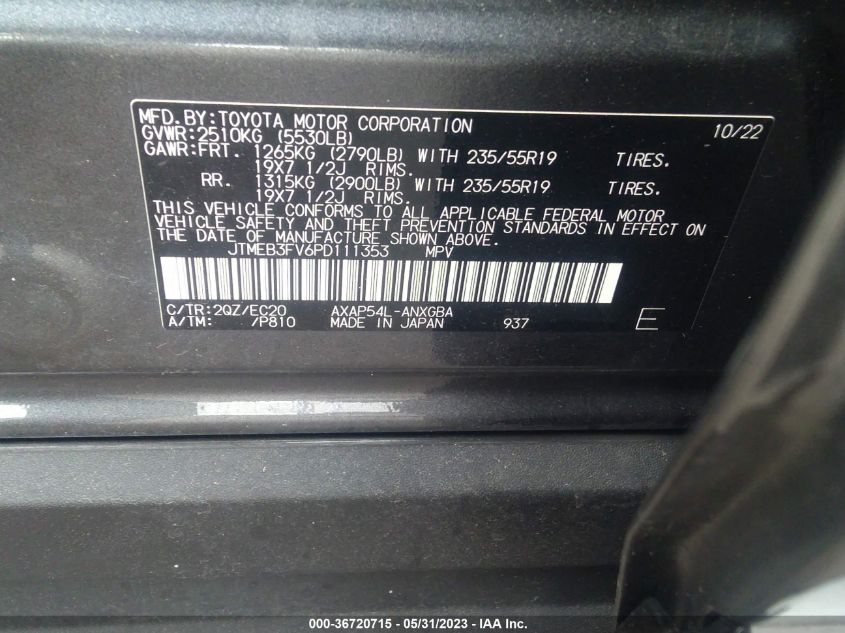 MFD.BY:TOYOTA MOTOR CORPORATION 10/22
GVWR:2510KG (5530LB)
GAWR:FRT. 1265KG (2790LB) WITH 235/55R19 TIRES.
19X7 1/2J RIMS.
RR. 1315KG (2900LB) WITH 235/55R19 TIRES.
19X7 1/2J RIMS.
THIS VEHICLE CONFORMS TO ALL APPLICABLE FEDERAL MOTOR
VEHICLE SAFETY AND THEFT PREVENTION STANDARDS IN EFFECT ON
THE DATE OF MANUFACTURE SHOWN ABOVE.
JTMEB3FV6PD111353 MPV
C/TR:2QZ/EC20 AXAP54L-ANXGBA
A/TM: /P810 MADE IN JAPAN 937 E
000-36720715 - 05/31/2023 - IAA Inc.